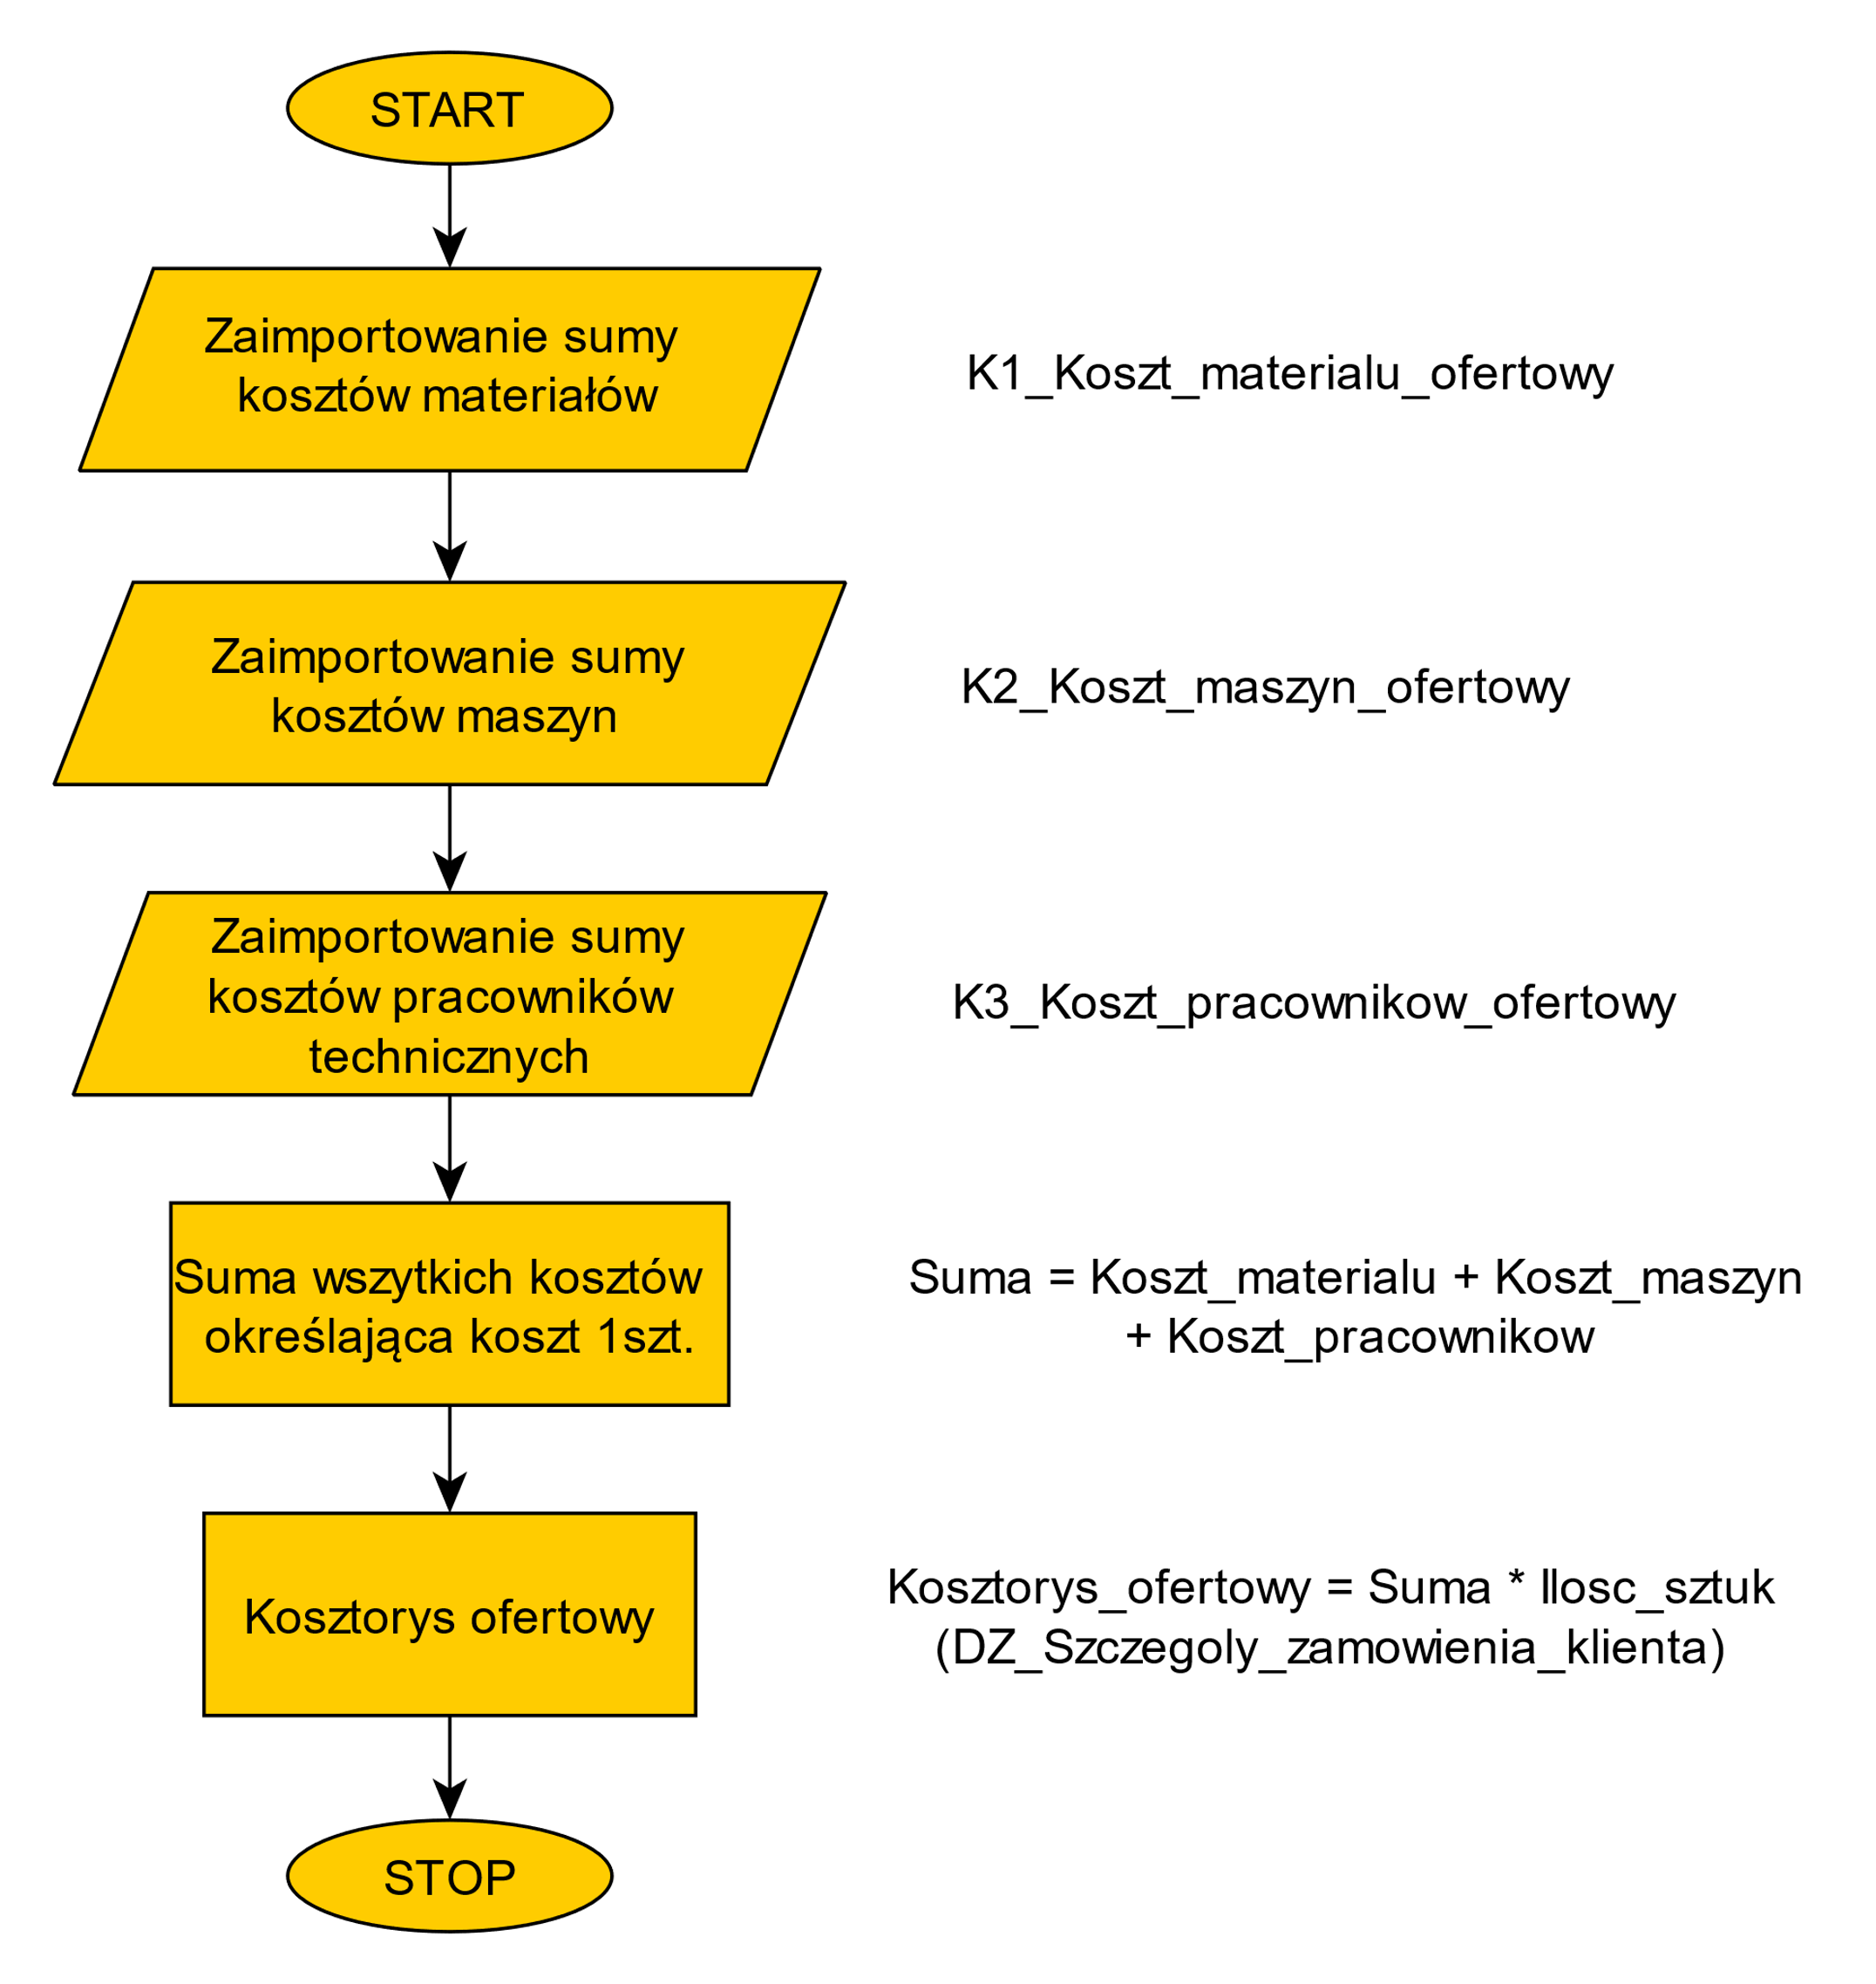 START
Zaimportowanie sumy
kosztów materiałów
K1_Koszt_materialu_ofertowy
Zaimportowanie sumy
kosztów maszyn
K2_Koszt_maszyn_ofertowy
Zaimportowanie sumy
kosztów pracowników
technicznych
K3_Koszt_pracownikow_ofertowy
Suma wszytkich kosztów
określająca koszt 1szt.
Suma = Koszt_materialu + Koszt_maszyn
+ Koszt_pracownikow
Kosztorys ofertowy
Kosztorys_ofertowy = Suma * Ilosc_sztuk
(DZ_Szczegoly_zamowienia_klienta)
STOP